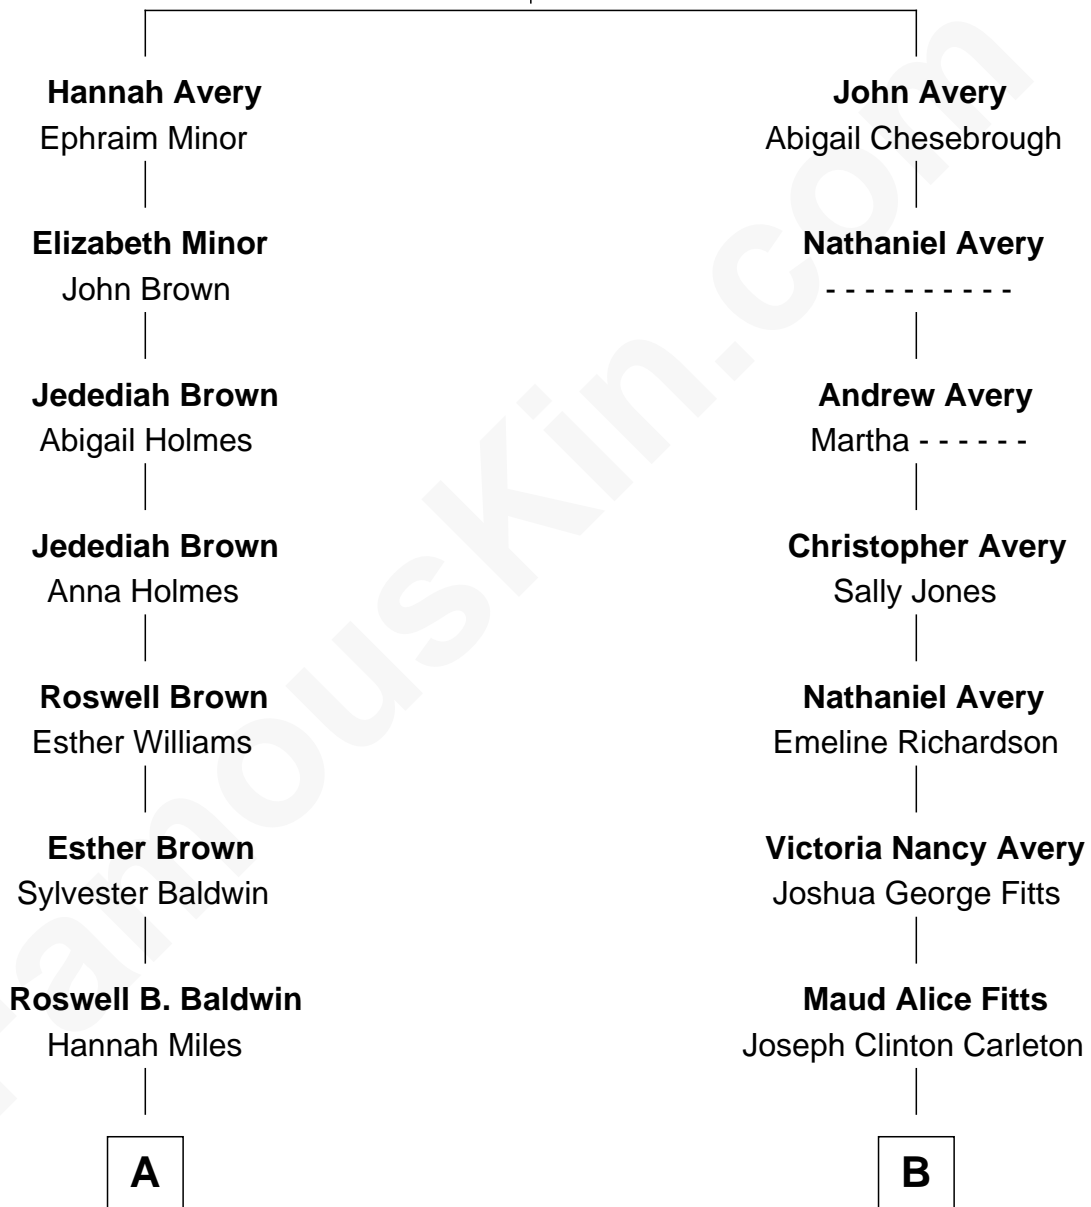 Hannah Avery
Ephraim Minor
Elizabeth Minor
John Brown
Jedediah Brown
Abigail Holmes
Jedediah Brown
Anna Holmes
Roswell Brown
Esther Williams
Esther Brown
Sylvester Baldwin
Roswell B. Baldwin
Hannah Miles
A
John Avery
Abigail Chesebrough
Nathaniel Avery
- - - - - - - - - -
Andrew Avery
Martha - - - - - -
Christopher Avery
Sally Jones
Nathaniel Avery
Emeline Richardson
Victoria Nancy Avery
Joshua George Fitts
Maud Alice Fitts
Joseph Clinton Carleton
B
FamousKin.com